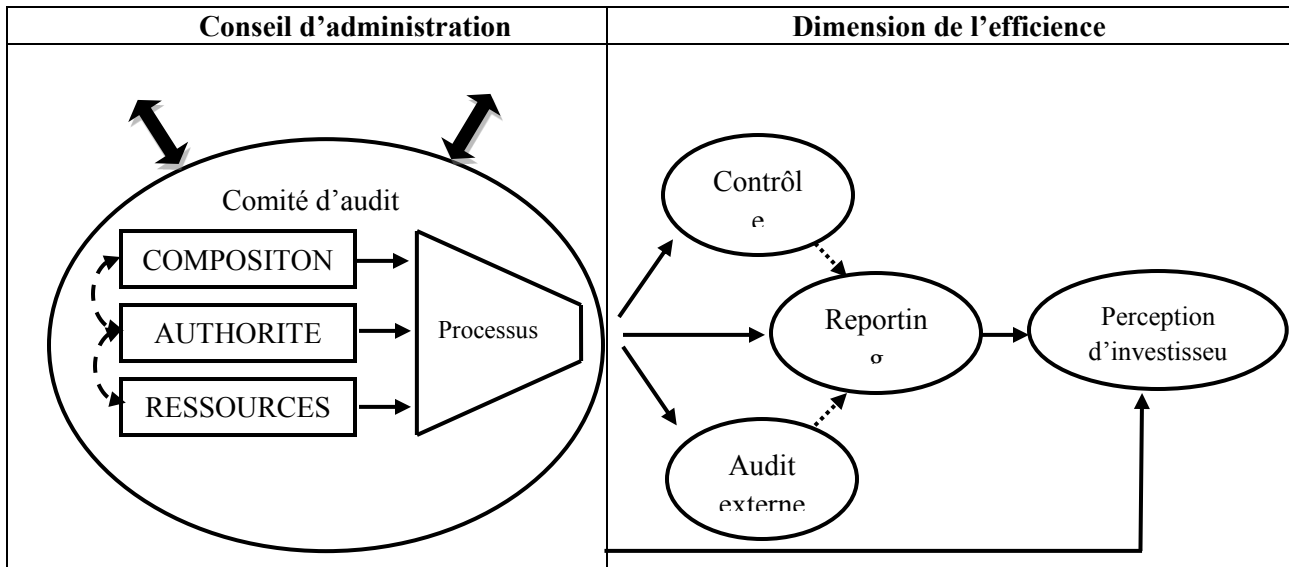 Conseil d'administration
Dimension de l'efficience
Comité d'audit
COMPOSITON
AUTHORITE
RESSOURCES
Processus
Contrôl
e
Reportin
g
Audit
externe
Perception
d'investisseu